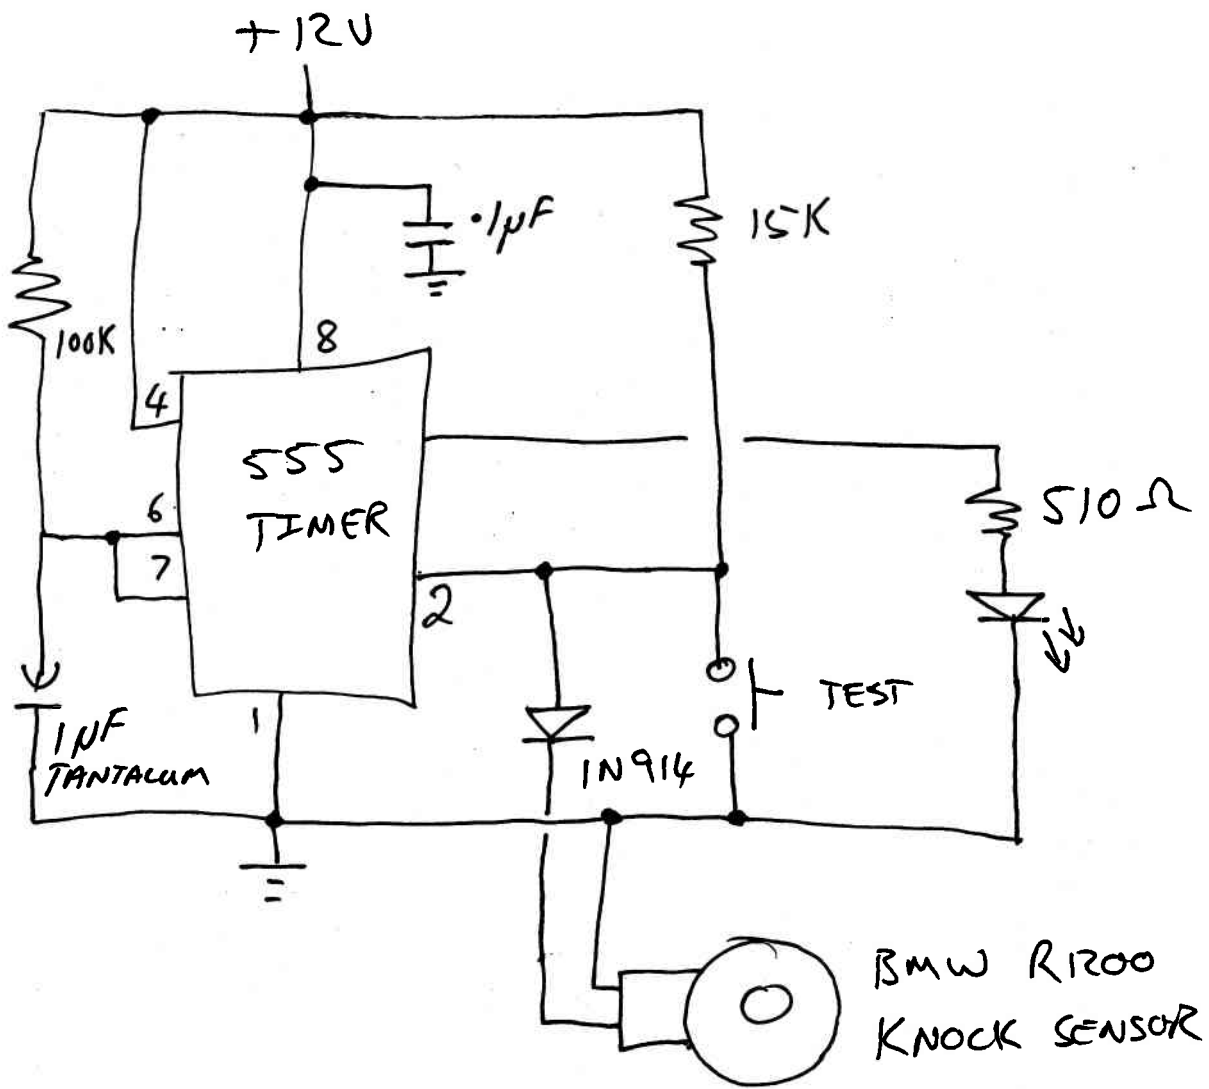 +12V
.1µF
15K
100K
8
4
555
TIMER
6
7
2
510Ω
1
1µF
TANTALUM
1N914
TEST
BMW R1200
KNOCK SENSOR